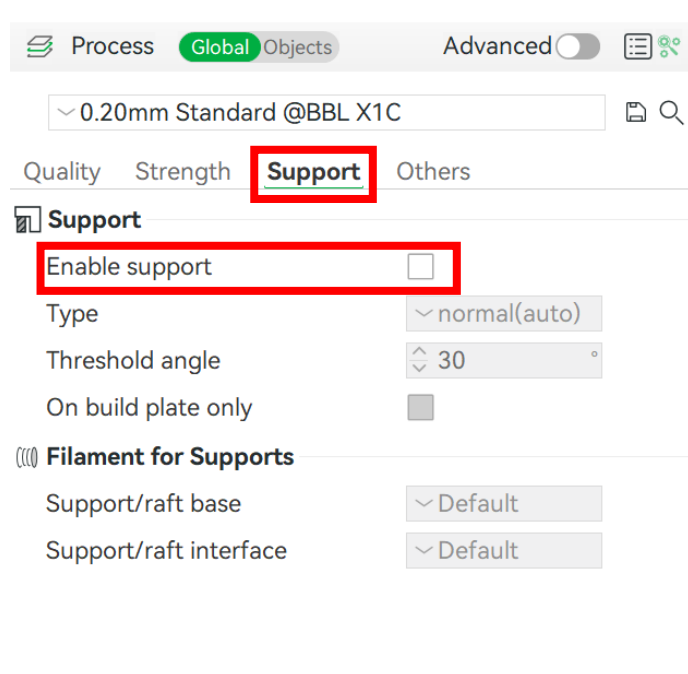 Process Global Objects Advanced
0.20mm Standard @BBL X1C
Quality Strength Support Others
Support
Enable support
Type normal(auto)
Threshold angle 30 °
On build plate only
Filament for Supports
Support/raft base Default
Support/raft interface Default